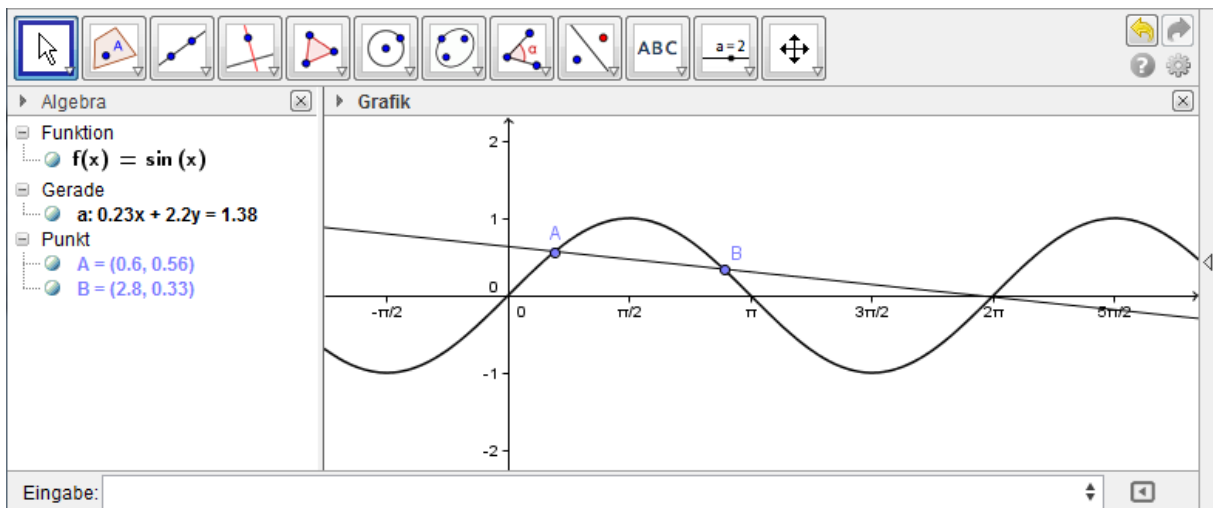 A
α
ABC
a=2
?
Algebra
Grafik
Funktion
f(x) = sin (x)
Gerade
a: 0.23x + 2.2y = 1.38
Punkt
A = (0.6, 0.56)
B = (2.8, 0.33)
2
1
A
B
0
-π/2
0
π/2
π
3π/2
2π
5π/2
-1
-2
Eingabe: